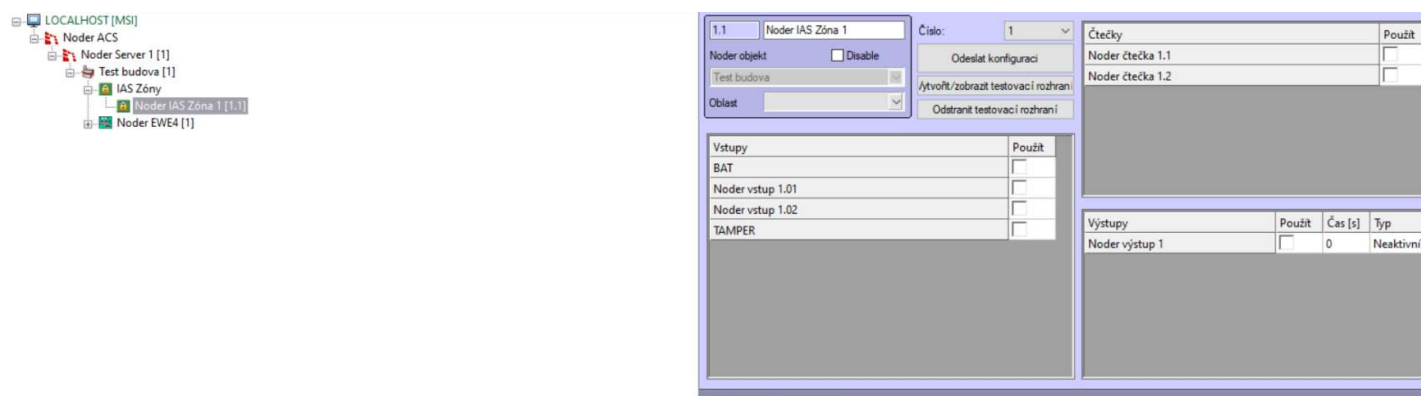 LOCALHOST [MSI]
Noder ACS
Noder Server 1 [1]
Test budova [1]
IAS Zóny
Noder IAS Zóna 1 [1.1]
Noder EWE4 [1]
1.1
Noder IAS Zóna 1
Číslo:
1
Noder objekt
Disable
Odeslat konfiguraci
Test budova
/ytvořit/zobrazit testovací rozhraní
Oblast
Odstranit testovací rozhraní
Vstupy Použít
BAT
Noder vstup 1.01
Noder vstup 1.02
TAMPER
Čtečky Použít
Noder čtečka 1.1
Noder čtečka 1.2
Výstupy Použít Čas [s] Typ
Noder výstup 1 0 Neaktivní